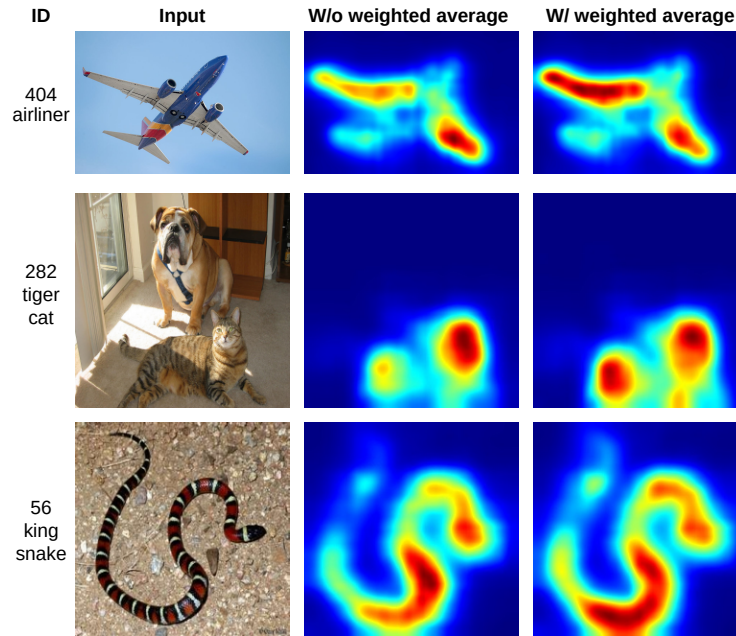 ID Input W/o weighted average W/ weighted average
404
airliner
282
tiger
cat
56
king
snake